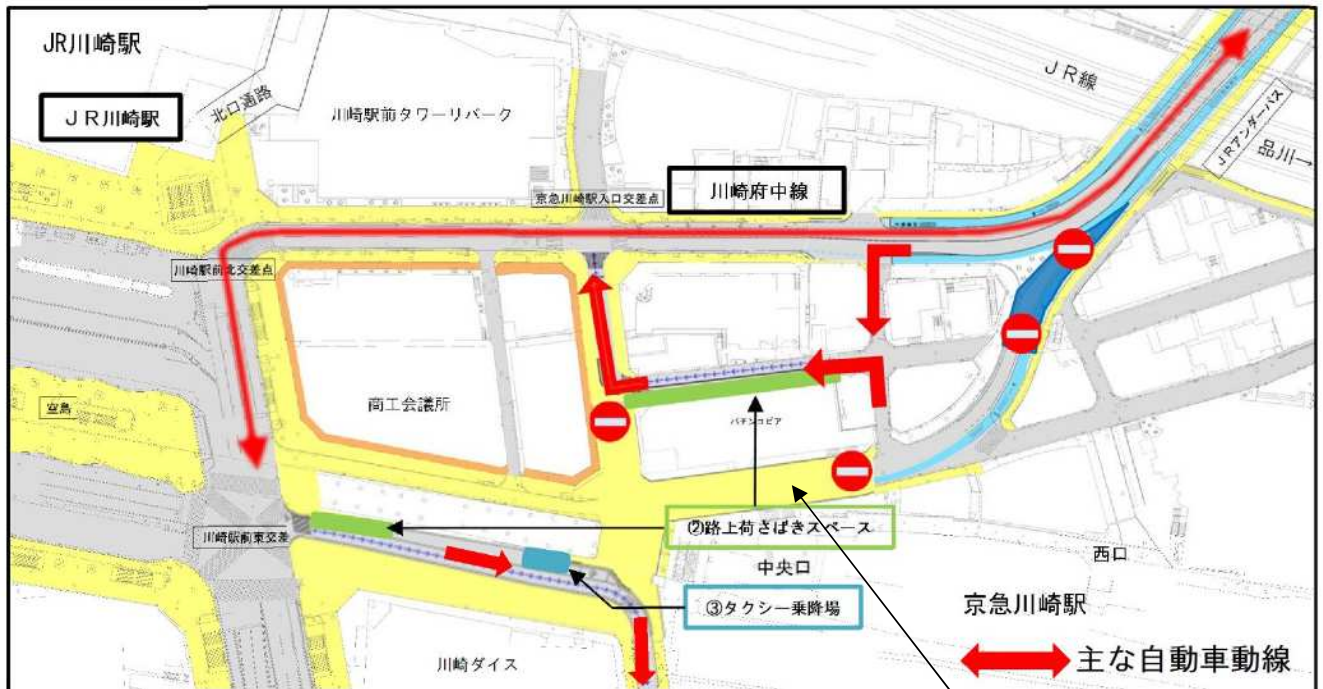 JR川崎駅
JR川崎駅
北口通路
川崎駅前タワーリバーク
JR線
JRアンダーパス
品川→
京急川崎駅入口交差点
川崎府中線
川崎駅前北交差点
商工会議所
パチンコピア
②路上荷さばきスペース
川崎駅前東交差
中央口
西口
③タクシー乗降場
京急川崎駅
川崎ダイス
主な自動車動線